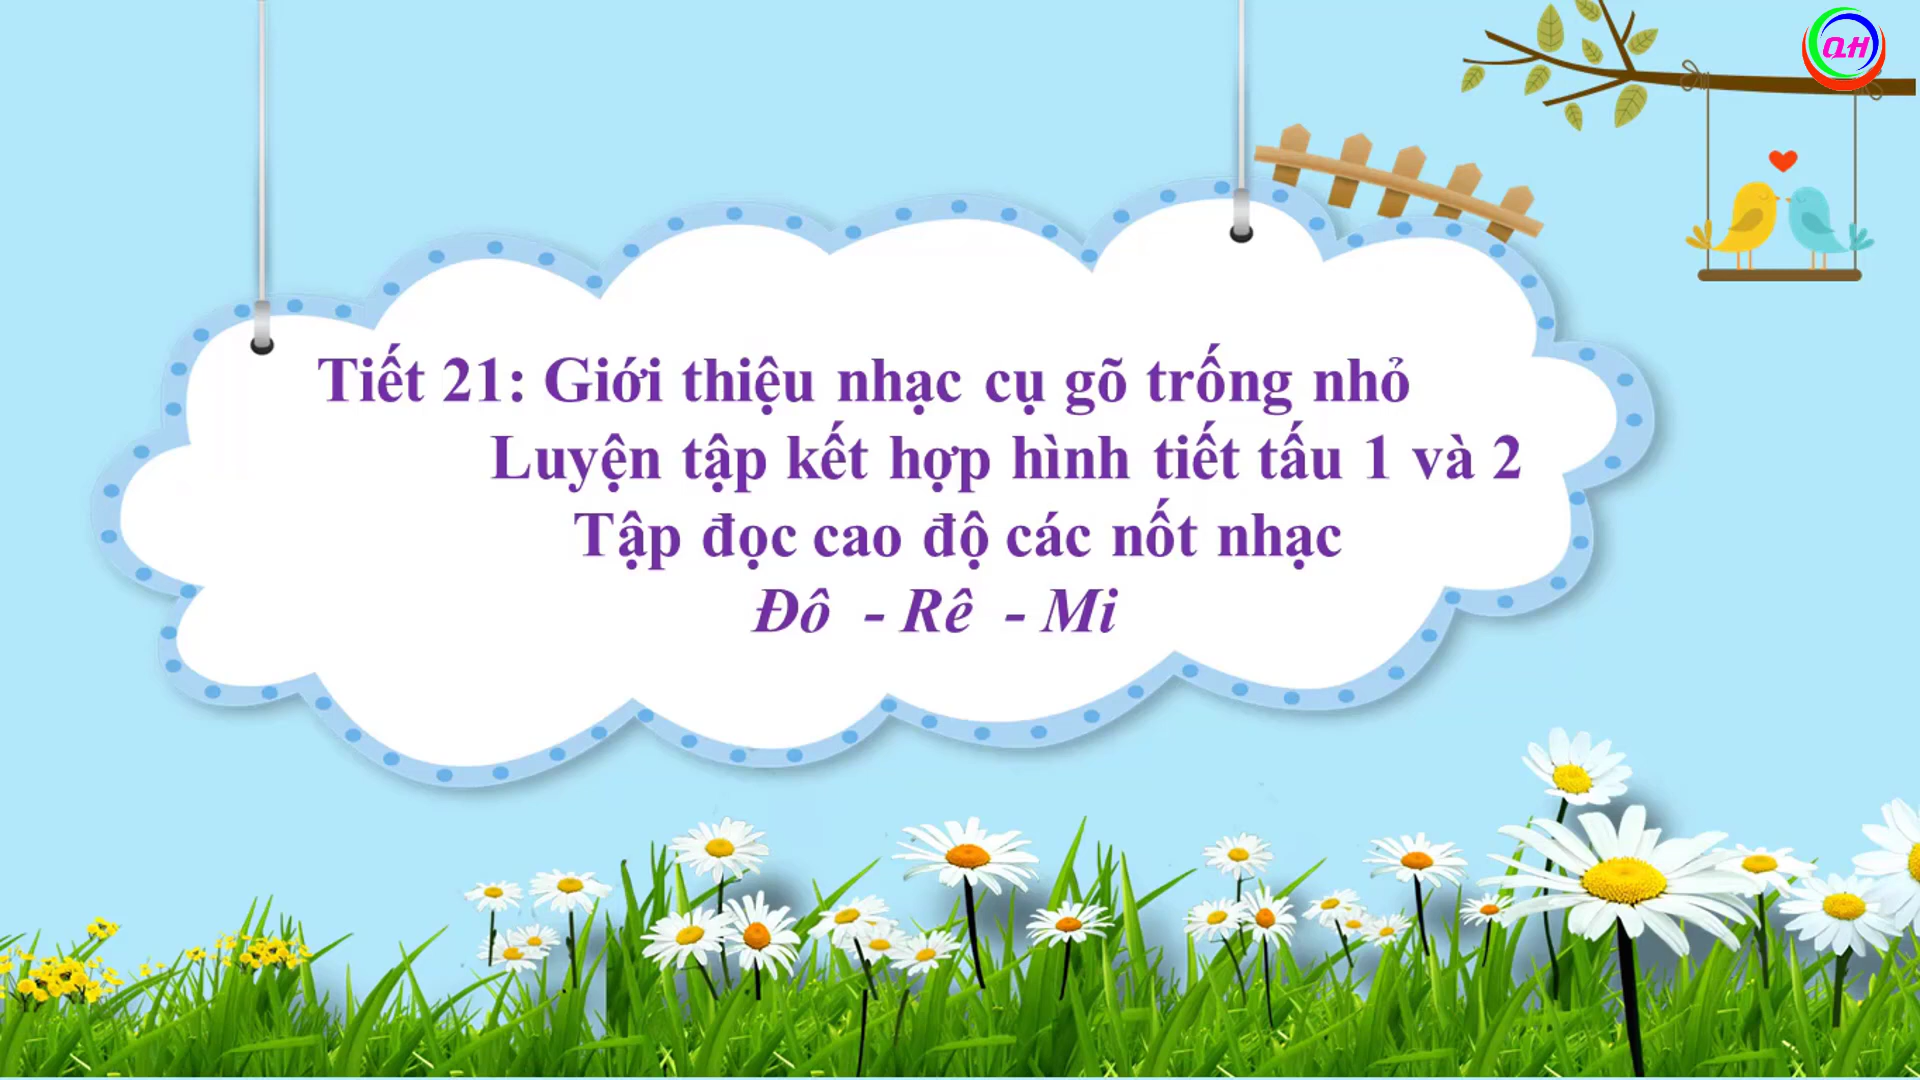 QH
Tiết 21: Giới thiệu nhạc cụ gõ trống nhỏ
Luyện tập kết hợp hình tiết tấu 1 và 2
Tập đọc cao độ các nốt nhạc
Đô - Rê - Mi